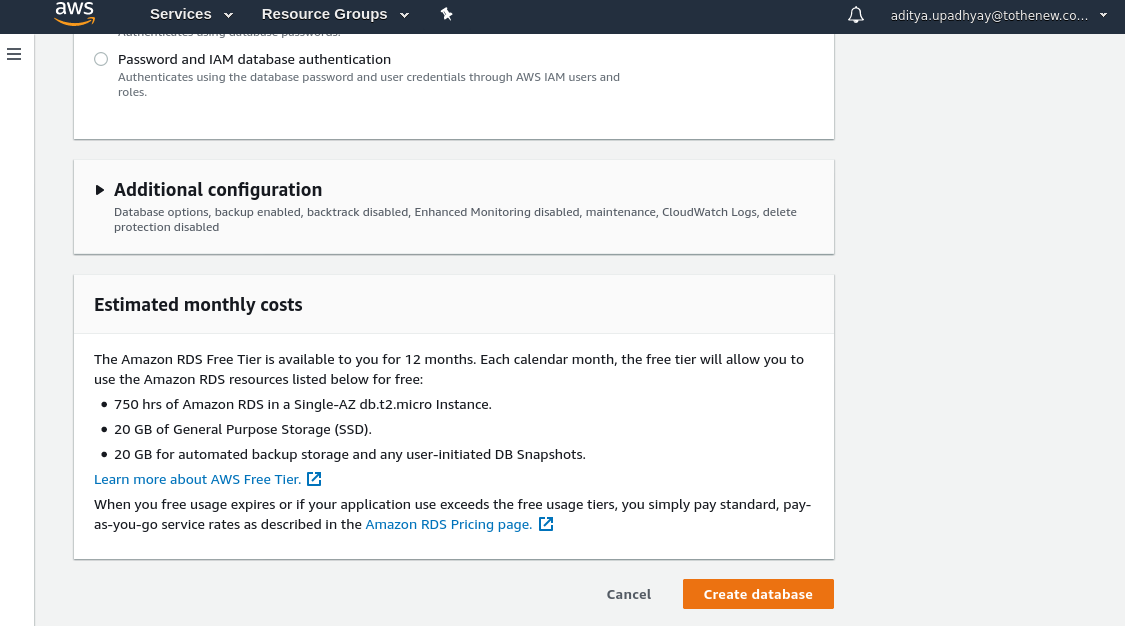 aws
Services
Resource Groups
aditya.upadhyay@tothenew.co...
Authenticates using database passwords.
Password and IAM database authentication
Authenticates using the database password and user credentials through AWS IAM users and
roles.
Additional configuration
Database options, backup enabled, backtrack disabled, Enhanced Monitoring disabled, maintenance, CloudWatch Logs, delete
protection disabled
Estimated monthly costs
The Amazon RDS Free Tier is available to you for 12 months. Each calendar month, the free tier will allow you to
use the Amazon RDS resources listed below for free:
• 750 hrs of Amazon RDS in a Single-AZ db.t2.micro Instance.
• 20 GB of General Purpose Storage (SSD).
• 20 GB for automated backup storage and any user-initiated DB Snapshots.
Learn more about AWS Free Tier.
When you free usage expires or if your application use exceeds the free usage tiers, you simply pay standard, pay-
as-you-go service rates as described in the Amazon RDS Pricing page.
Cancel
Create database